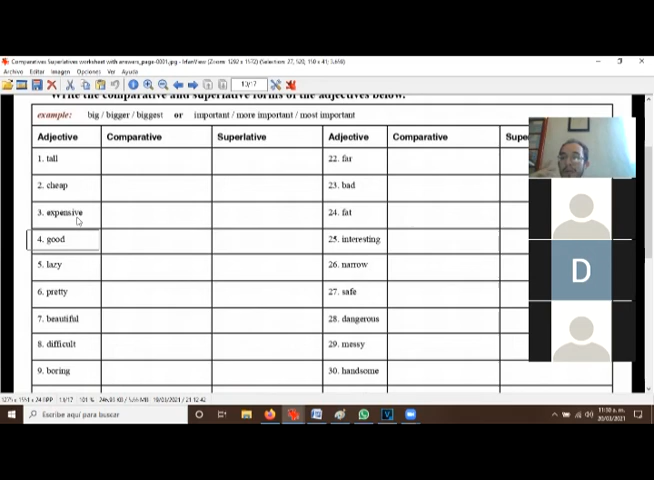 Comparatives Superlatives worksheet with answers_page-0001.jpg - IrfanView
Archivo Editar Imagen Opciones Ver Ayuda
Write the comparative and superlative forms of the adjectives below.
example: big / bigger / biggest or important / more important / most important
Adjective Comparative Superlative Adjective Comparative Supe
1. tall 22. far
2. cheap 23. bad
3. expensive 24. fat
4. good 25. interesting
D
5. lazy 26. narrow
6. pretty 27. safe
7. beautiful 28. dangerous
8. difficult 29. messy
9. boring 30. handsome
Escribe aquí para buscar
20/03/2021